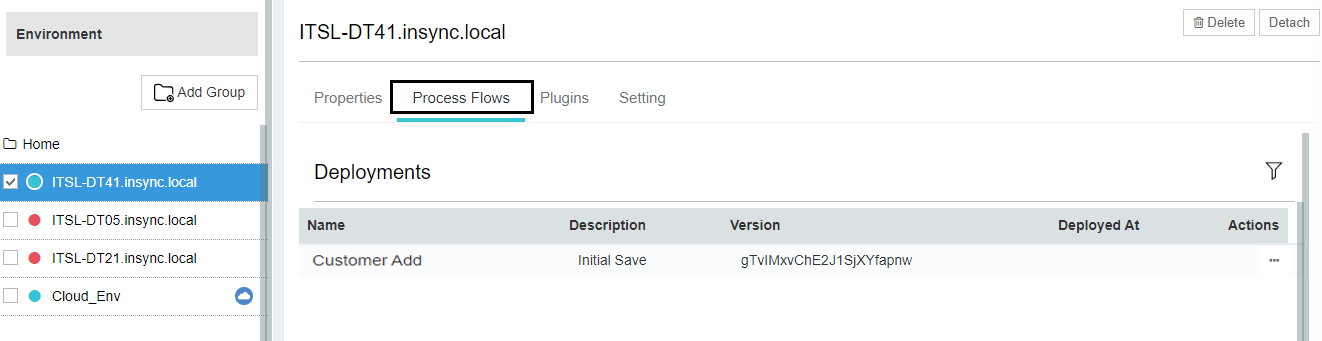 Environment
Add Group
Home
ITSL-DT41.insync.local
ITSL-DT05.insync.local
ITSL-DT21.insync.local
Cloud_Env
ITSL-DT41.insync.local
Delete
Detach
Properties
Process Flows
Plugins
Setting
Deployments
Name Description Version Deployed At Actions
Customer Add Initial Save gTvIMxvChE2J1SjXYfapnw